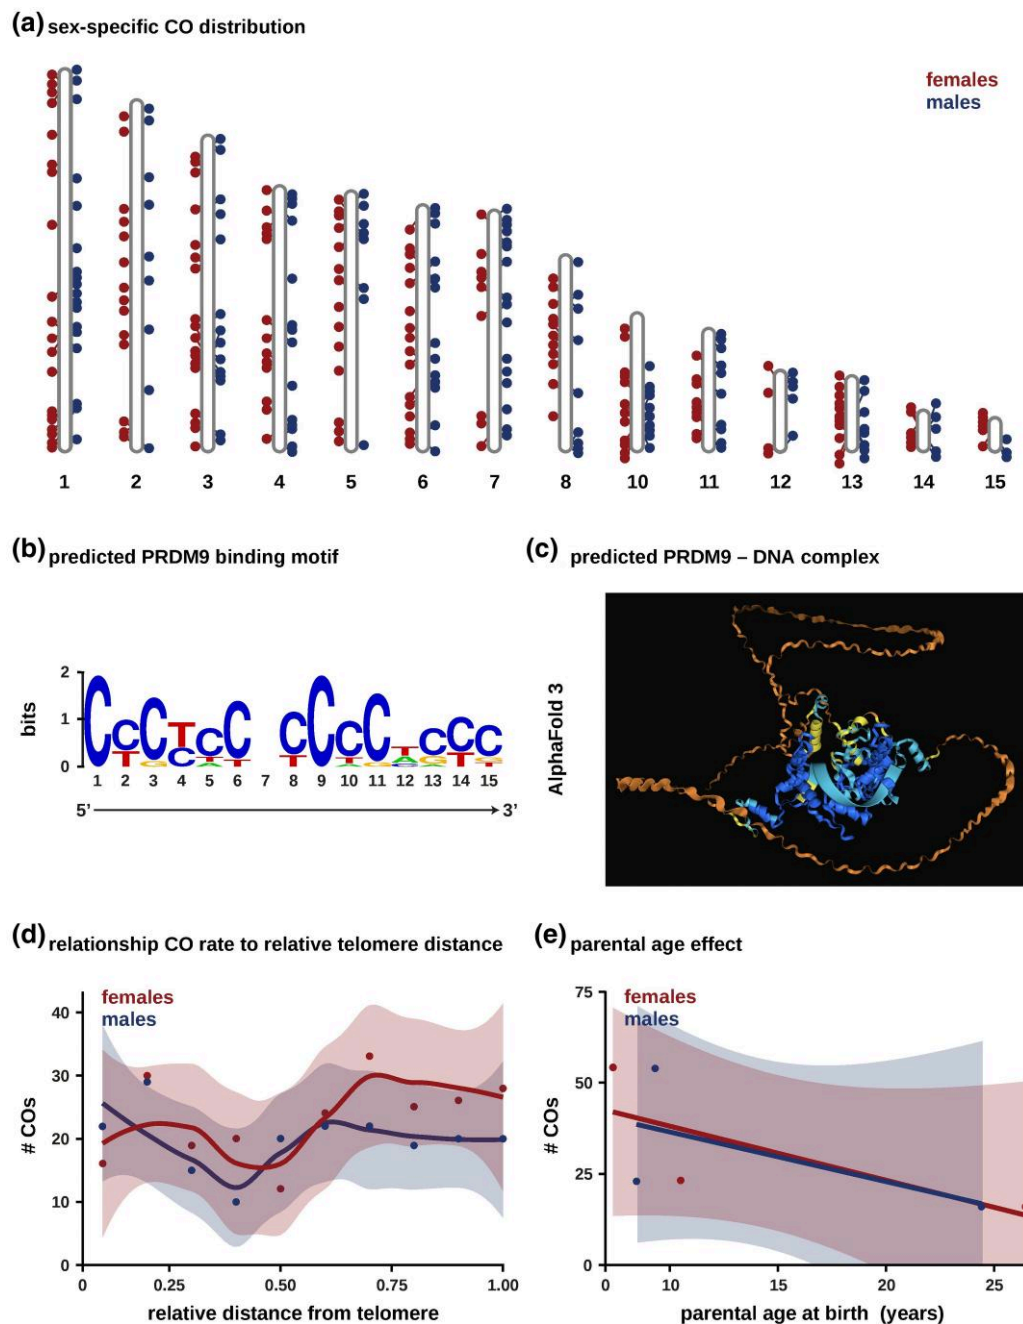 (a) sex-specific CO distribution
females
males
1 2 3 4 5 6 7 8 10 11 12 13 14 15
(b) predicted PRDM9 binding motif
bits
2
1
0
1 2 3 4 5 6 7 8 9 10 11 12 13 14 15
5’ 3’
(c) predicted PRDM9 – DNA complex
AlphaFold 3
(d) relationship CO rate to relative telomere distance
females
males
# COs
40
30
20
10
0
0 0.25 0.50 0.75 1.00
relative distance from telomere
(e) parental age effect
females
males
# COs
75
50
25
0
0 10 15 20 25
parental age at birth (years)